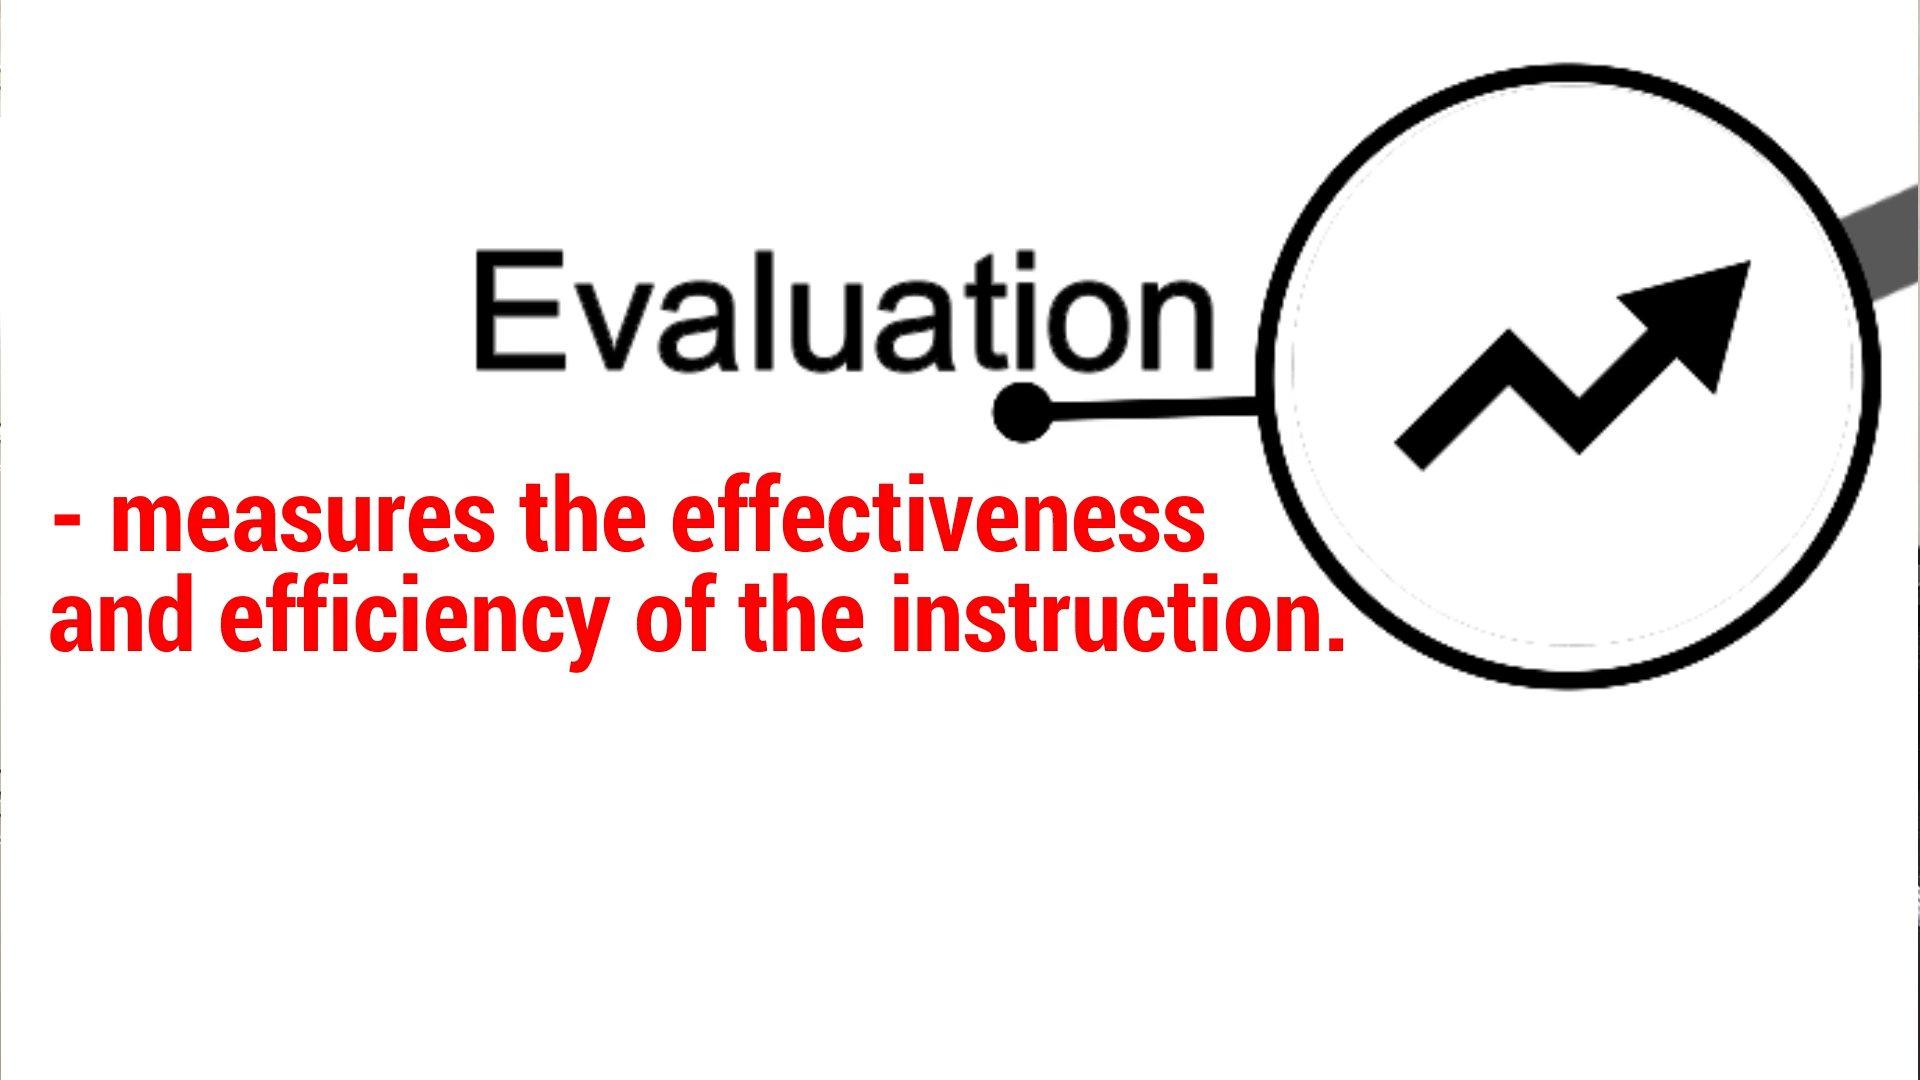 Evaluation
- measures the effectiveness
and efficiency of the instruction.